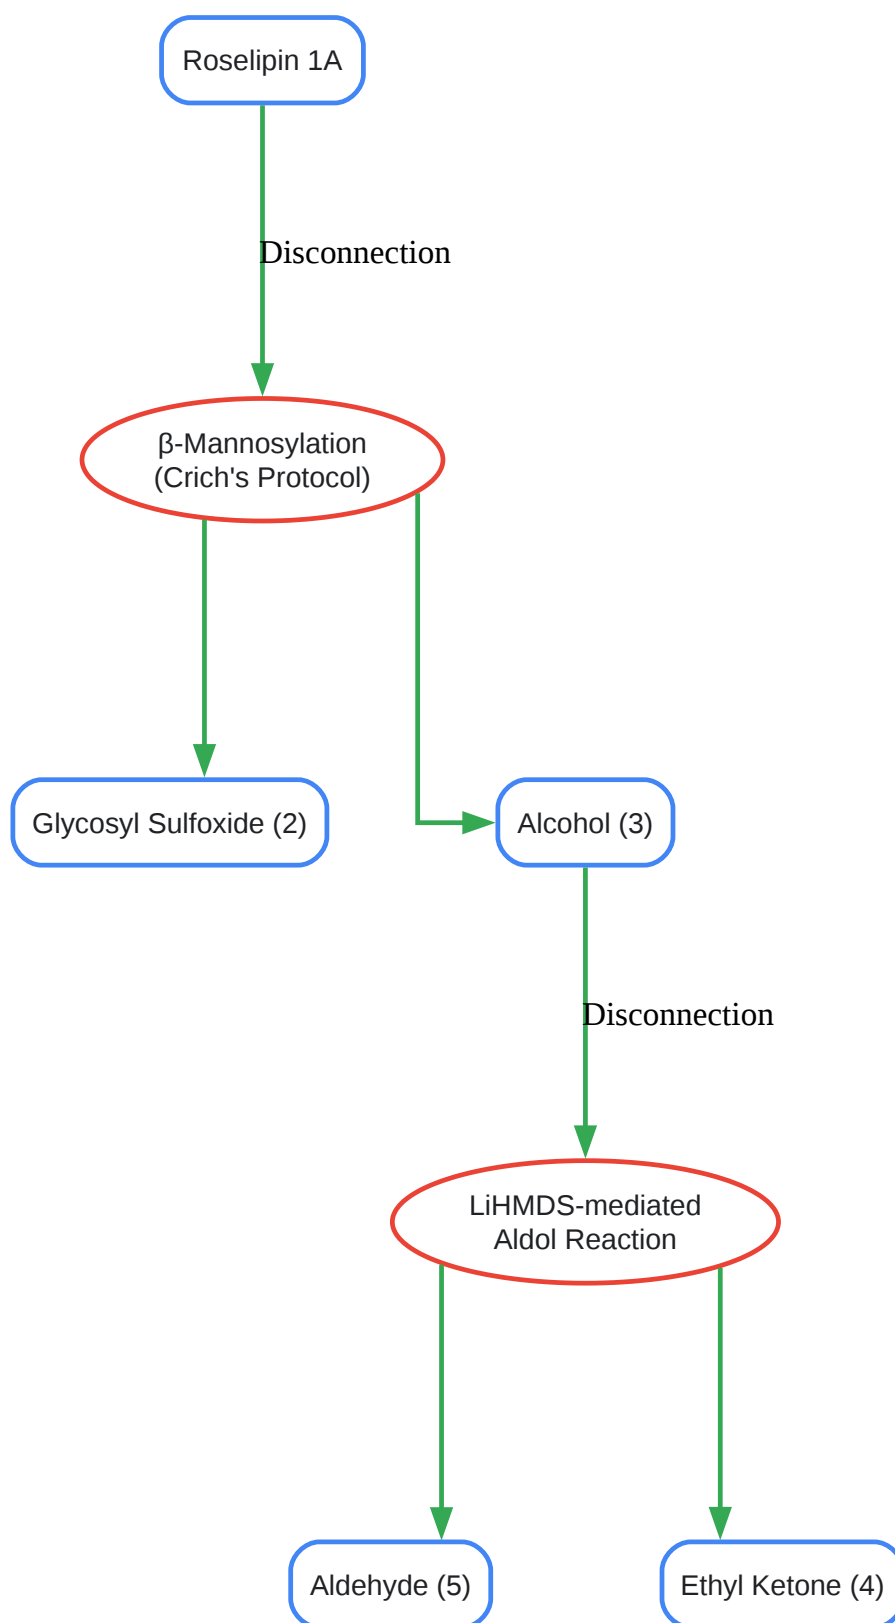 Roselipin 1A
Disconnection
β-Mannosylation
(Crich's Protocol)
Glycosyl Sulfoxide (2)
Alcohol (3)
Disconnection
LiHMDS-mediated
Aldol Reaction
Aldehyde (5)
Ethyl Ketone (4)